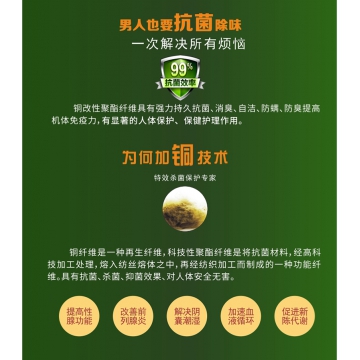 男人也要抗菌除味
一次解决所有烦恼
99%
抗菌效率
铜改性聚酯纤维具有强力持久抗菌、消臭、自洁、防螨、防臭提高
机体免疫力，有显著的人体保护、保健护理作用。
为何加铜技术
特效杀菌保护专家
铜纤维是一种再生纤维，科技性聚酯纤维是将抗菌材料，经高科
技加工处理，熔入纺丝熔体之中，再经纺织加工而制成的一种功能纤
维。具有抗菌、杀菌、抑菌效果、对人体安全无害。
提高性
腺功能
改善前
列腺炎
解决阴
囊潮湿
加速血
液循环
促进新
陈代谢